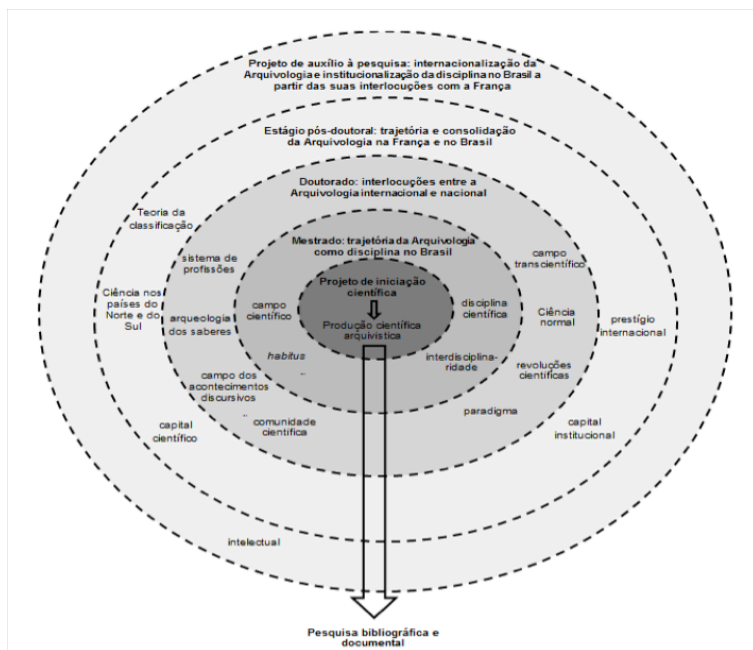 Projeto de auxílio à pesquisa: internacionalização da
Arquivologia e institucionalização da disciplina no Brasil a
partir das suas interlocuções com a França
Estágio pós-doutoral: trajetória e consolidação
da Arquivologia na França e no Brasil
Doutorado: interlocuções entre a
Arquivologia internacional e nacional
Teoria da
classificação
Mestrado: trajetória da Arquivologia
como disciplina no Brasil
sistema de
profissões
campo
transcientífico
Projeto de iniciação
científica
Ciência nos
países do
Norte e do
Sul
arqueologia
dos saberes
campo
científico
Produção científica
arquivística
disciplina
científica
Ciência
normal
prestígio
internacional
habitus
..
interdisciplina-
ridade
revoluções
científicas
campo dos
acontecimentos
discursivos
..
comunidade
científica
paradigma
capital
científico
capital
institucional
intelectual
Pesquisa bibliográfica e
documental